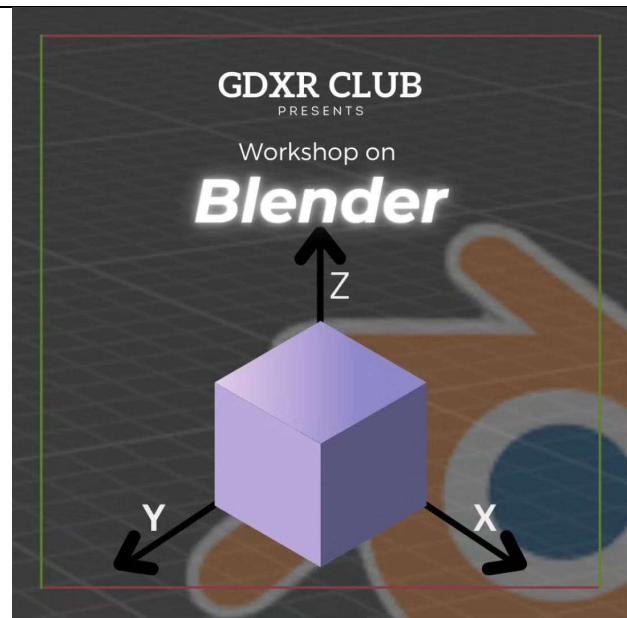 GDXR CLUB
PRESENTS
Workshop on
Blender
Z
Y
X